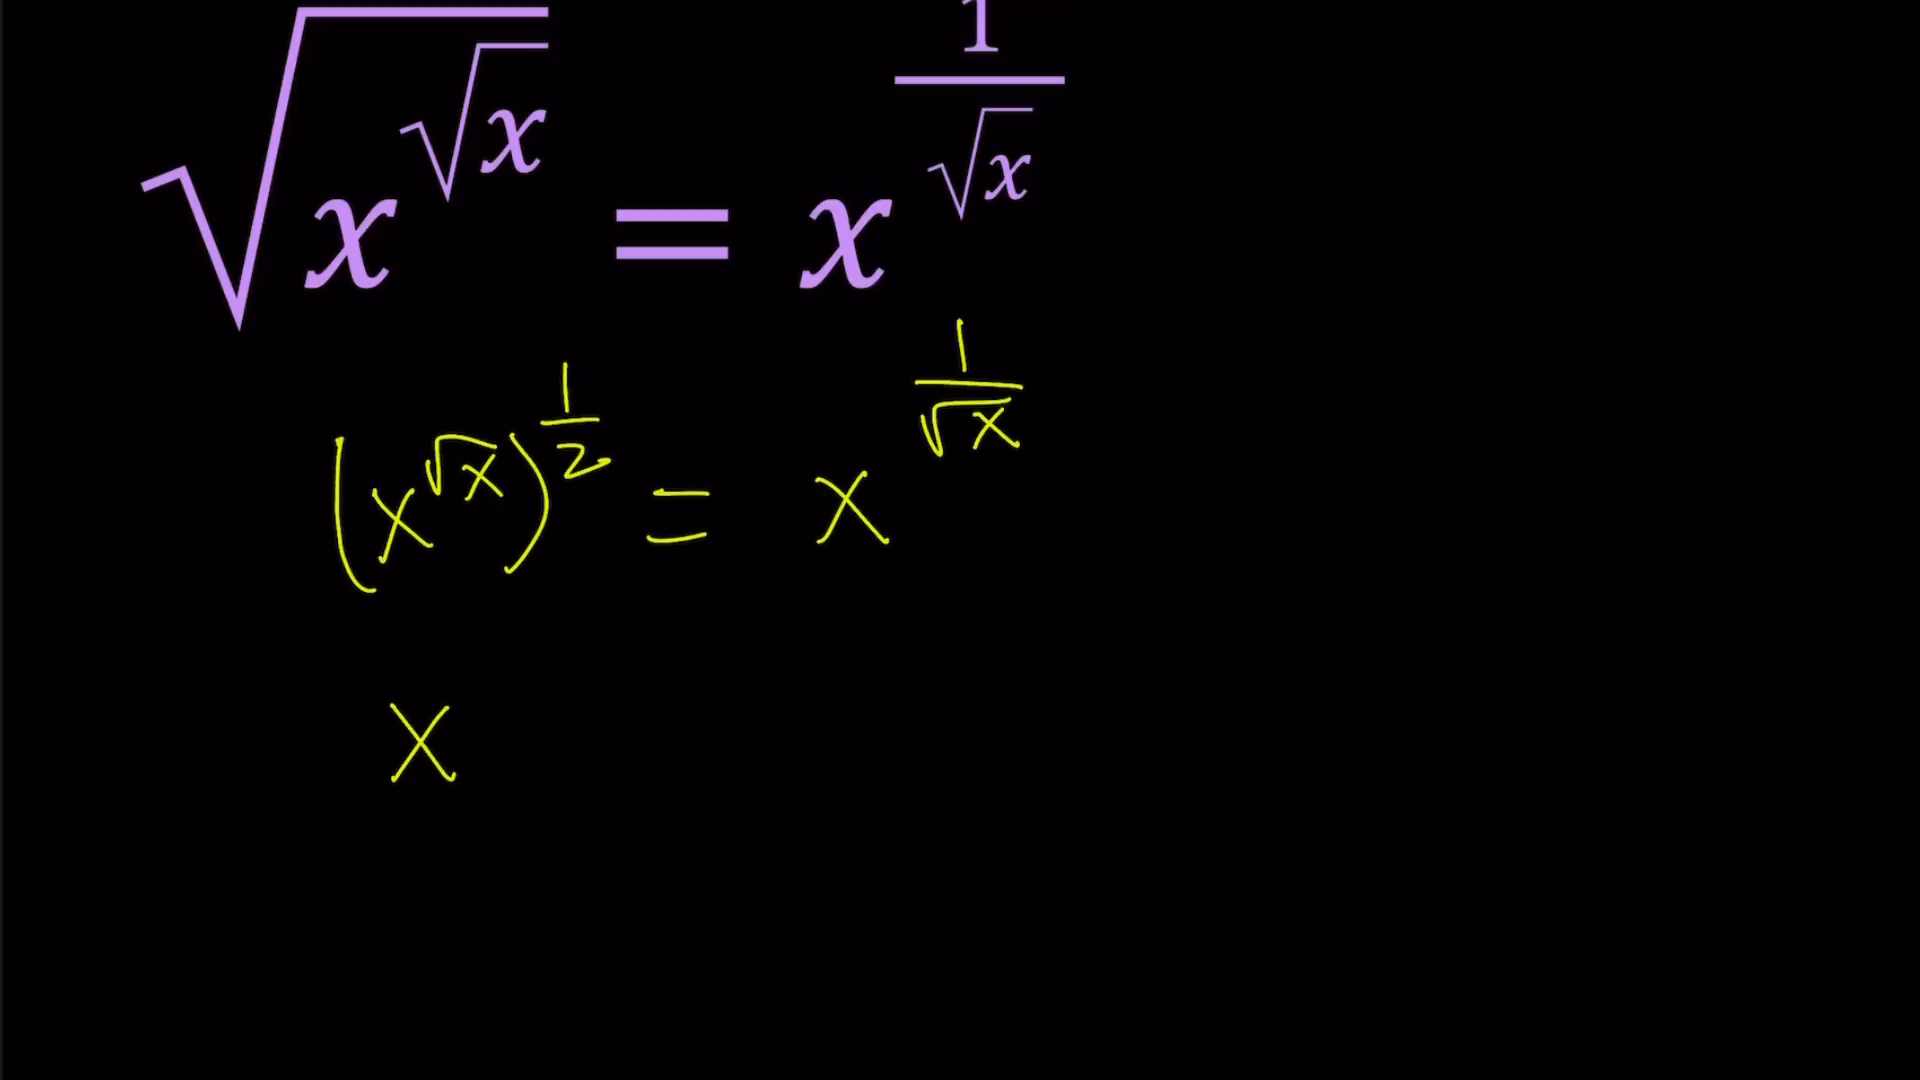 √(x^√x) = x^(1/√x)
(x^√x)^(1/2) = x^(1/√x)
x